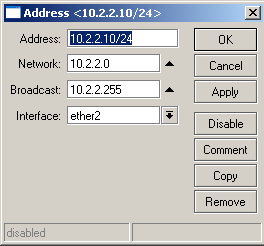 Address <10.2.2.10/24>
Address: 10.2.2.10/24
OK
Network: 10.2.2.0
Cancel
Broadcast: 10.2.2.255
Apply
Interface: ether2
Disable
Comment
Copy
Remove
disabled